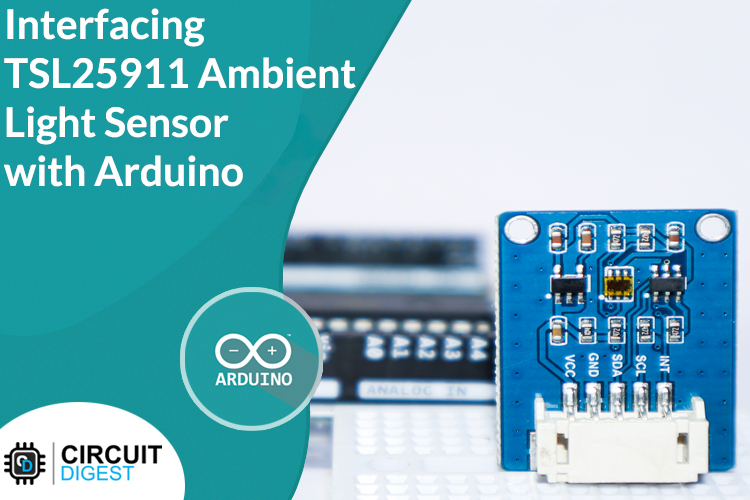 Interfacing
TSL25911 Ambient
Light Sensor
with Arduino
ARDUINO
A0
A1
A2
A3
A4
ANALOG IN
VCC
GND
SDA
SCL
INT
CIRCUIT
DIGEST